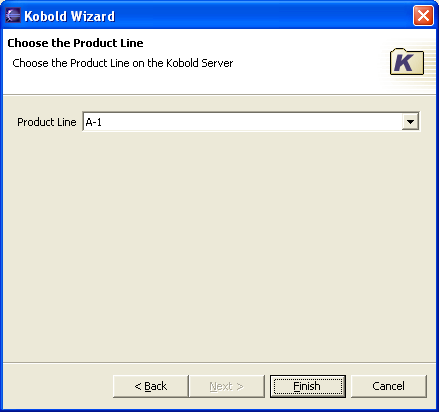 Kobold Wizard
Choose the Product Line
Choose the Product Line on the Kobold Server
K
Product Line A-1
< Back Next > Finish Cancel